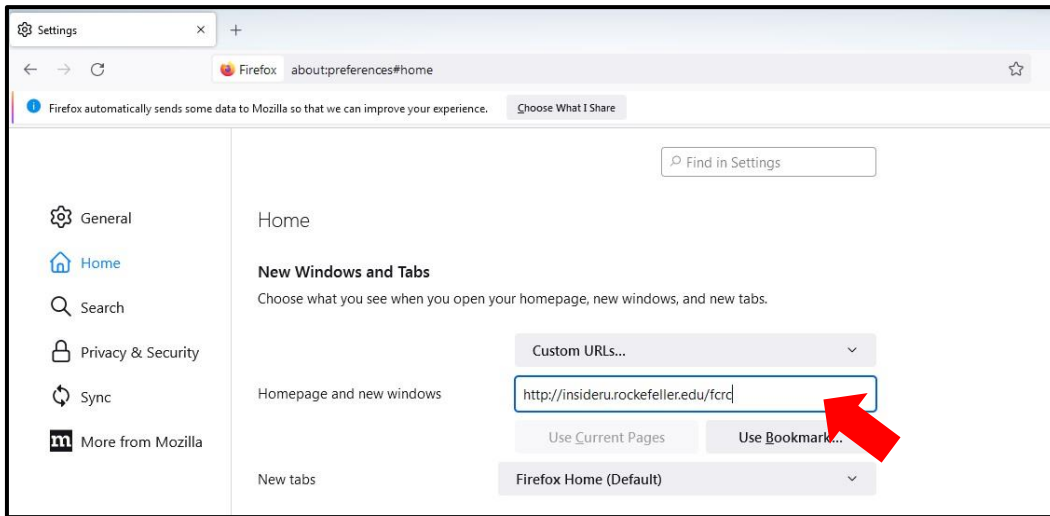 Settings
Firefox about:preferences#home
Firefox automatically sends some data to Mozilla so that we can improve your experience. Choose What I Share
Find in Settings
General
Home
Home
New Windows and Tabs
Search
Choose what you see when you open your homepage, new windows, and new tabs.
Privacy & Security
Custom URLs...
Sync
Homepage and new windows
http://insideru.rockefeller.edu/fcrc
More from Mozilla
Use Current Pages
Use Bookmark...
New tabs
Firefox Home (Default)